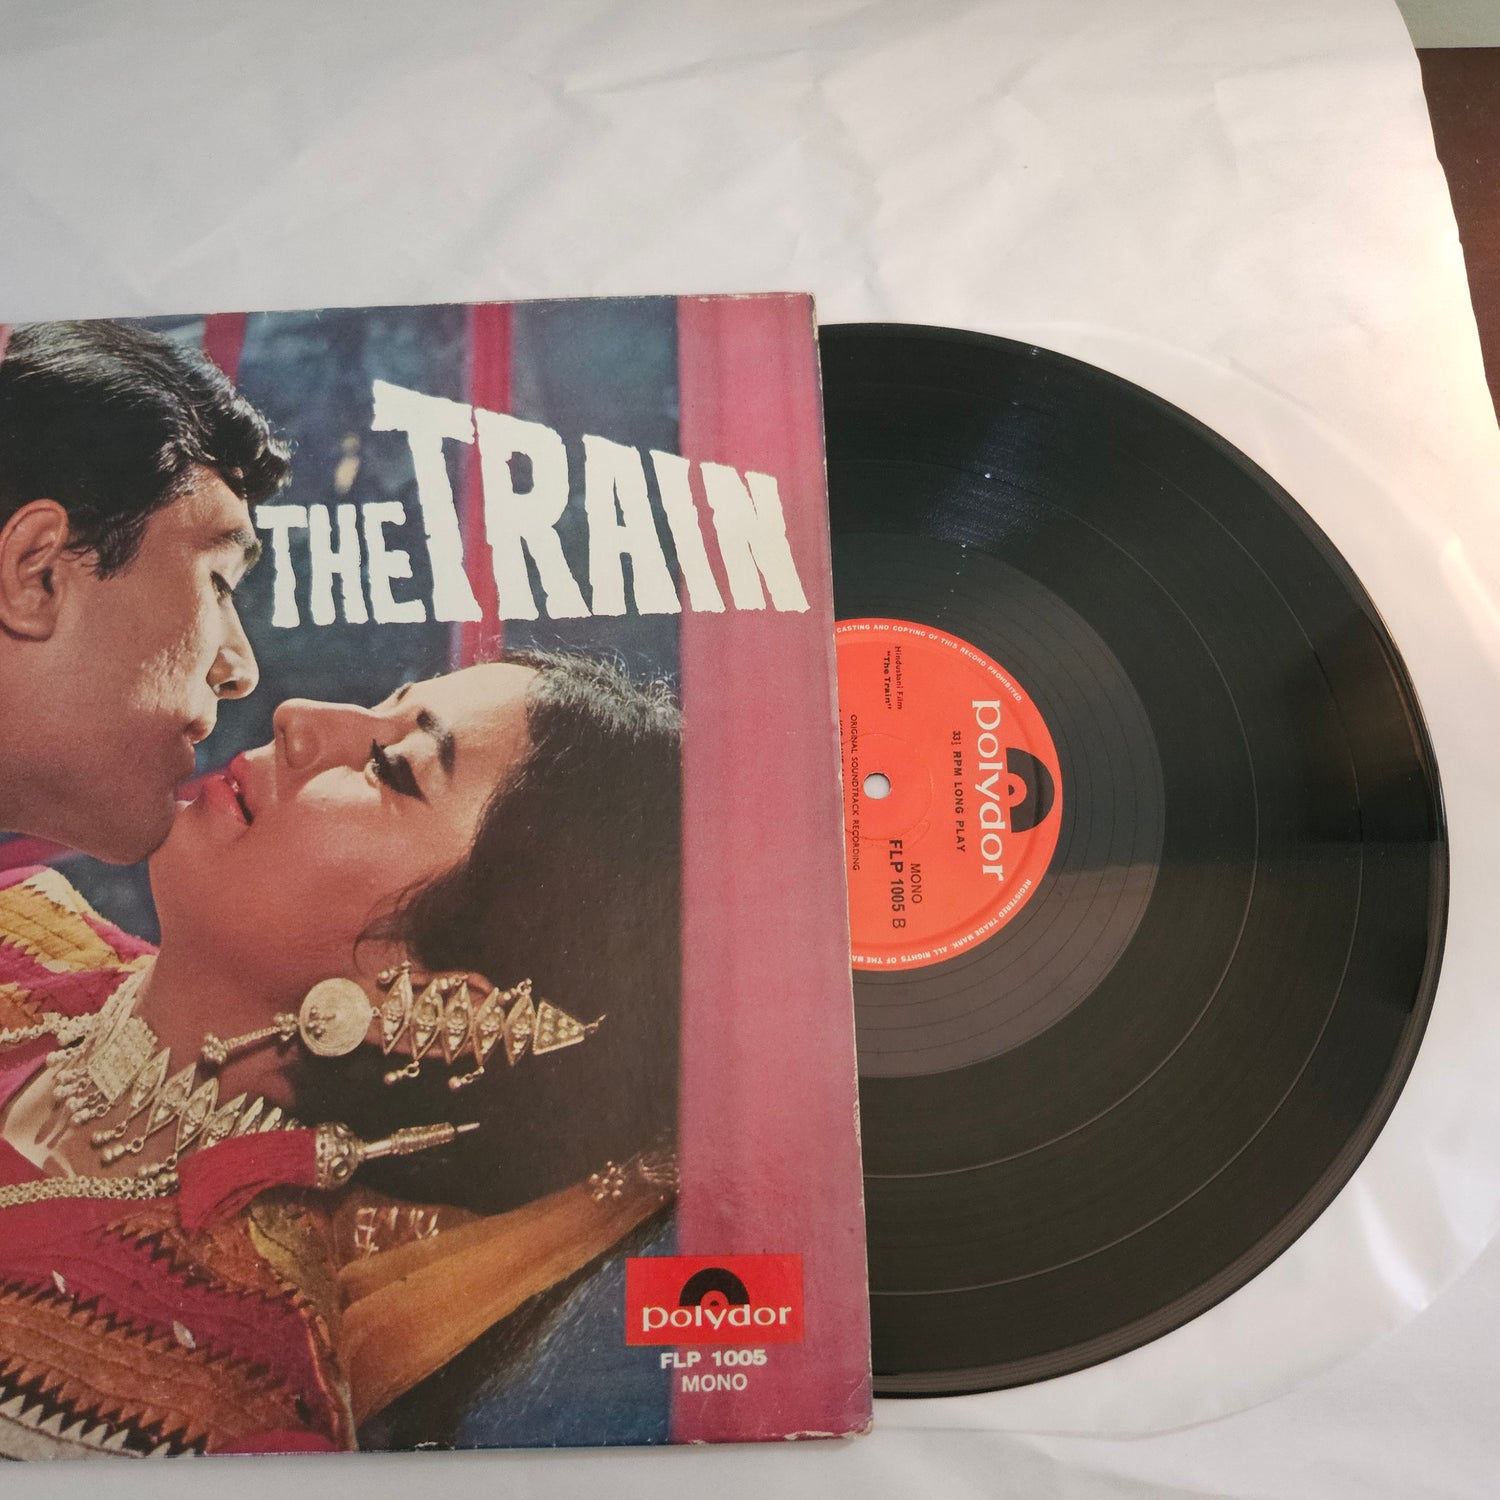 THE TRAIN
polydor
FLP 1005
MONO
CASTING AND COPYING OF THIS RECORD PROHIBITED
Hindustani Film
"The Train"
ORIGINAL SOUNDTRACK RECORDING
33⅓ RPM LONG PLAY
polydor
MONO
FLP 1005 B
REGISTERED TRADE MARK. ALL RIGHTS OF THE